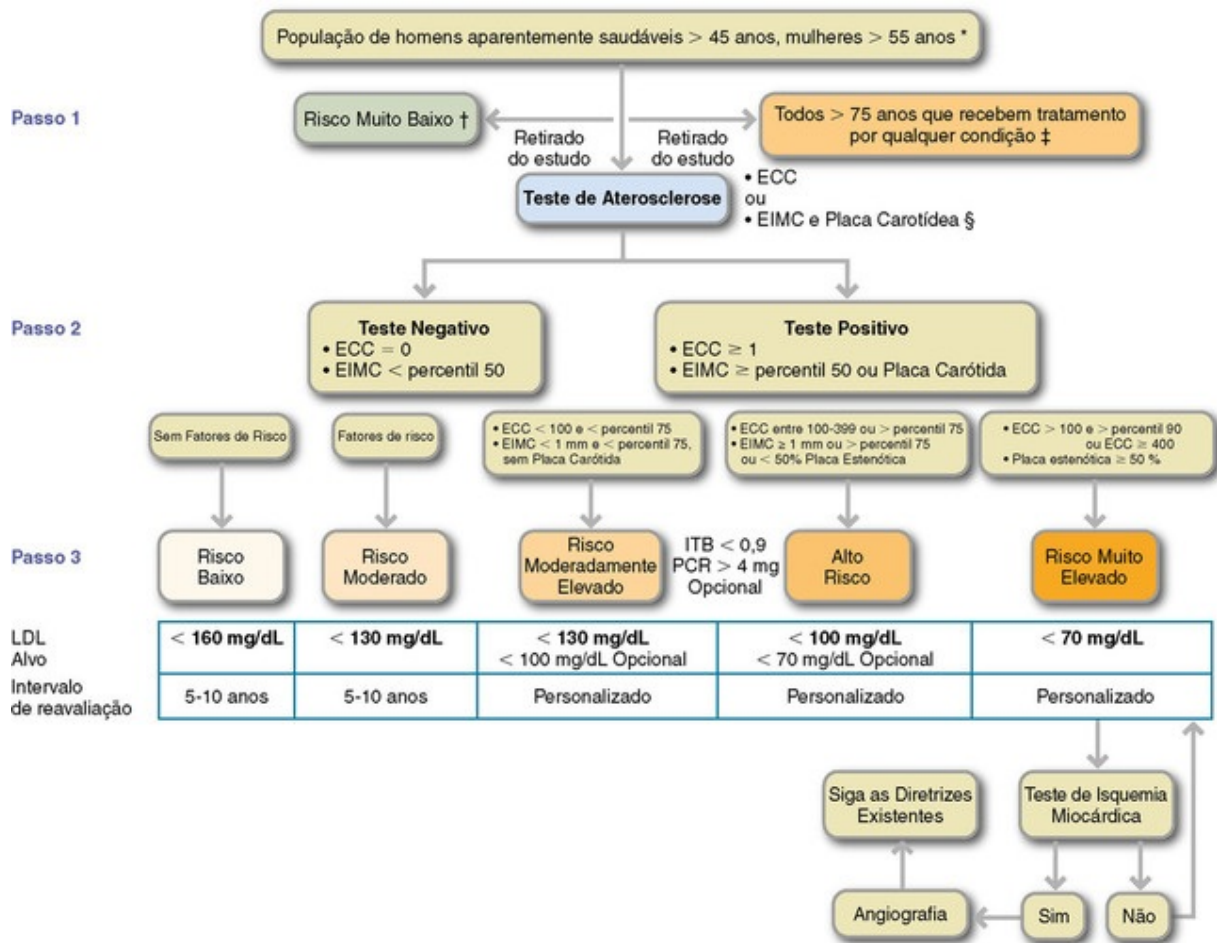 População de homens aparentemente saudáveis > 45 anos, mulheres > 55 anos *
Passo 1
Risco Muito Baixo †
Todos > 75 anos que recebem tratamento
por qualquer condição ‡
Retirado
do estudo
Retirado
do estudo
Teste de Aterosclerose
• ECC
ou
• EIMC e Placa Carotídea §
Passo 2
Teste Negativo
• ECC = 0
• EIMC < percentil 50
Teste Positivo
• ECC ≥ 1
• EIMC ≥ percentil 50 ou Placa Carótida
Sem Fatores de Risco
Fatores de risco
• ECC < 100 e < percentil 75
• EIMC < 1 mm e < percentil 75,
sem Placa Carótida
• ECC entre 100-399 ou > percentil 75
• EIMC ≥ 1 mm ou > percentil 75
ou < 50% Placa Estenótica
• ECC > 100 e > percentil 90
ou ECC ≥ 400
• Placa estenótica ≥ 50 %
Passo 3
Risco
Baixo
Risco
Moderado
Risco
Moderadamente
Elevado
ITB < 0,9
PCR > 4 mg
Opcional
Alto
Risco
Risco Muito
Elevado
LDL
Alvo
< 160 mg/dL
< 130 mg/dL
< 130 mg/dL
< 100 mg/dL Opcional
< 100 mg/dL
< 70 mg/dL Opcional
< 70 mg/dL
Intervalo
de reavaliação
5-10 anos
5-10 anos
Personalizado
Personalizado
Personalizado
Siga as Diretrizes
Existentes
Teste de Isquemia
Miocárdica
Angiografia
Sim
Não